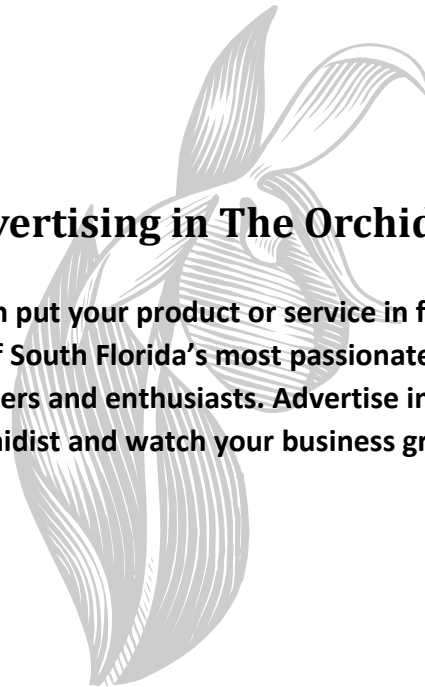 vertising in The Orchid
n put your product or service in f
f South Florida’s most passionate
ers and enthusiasts. Advertise in
hidist and watch your business gr